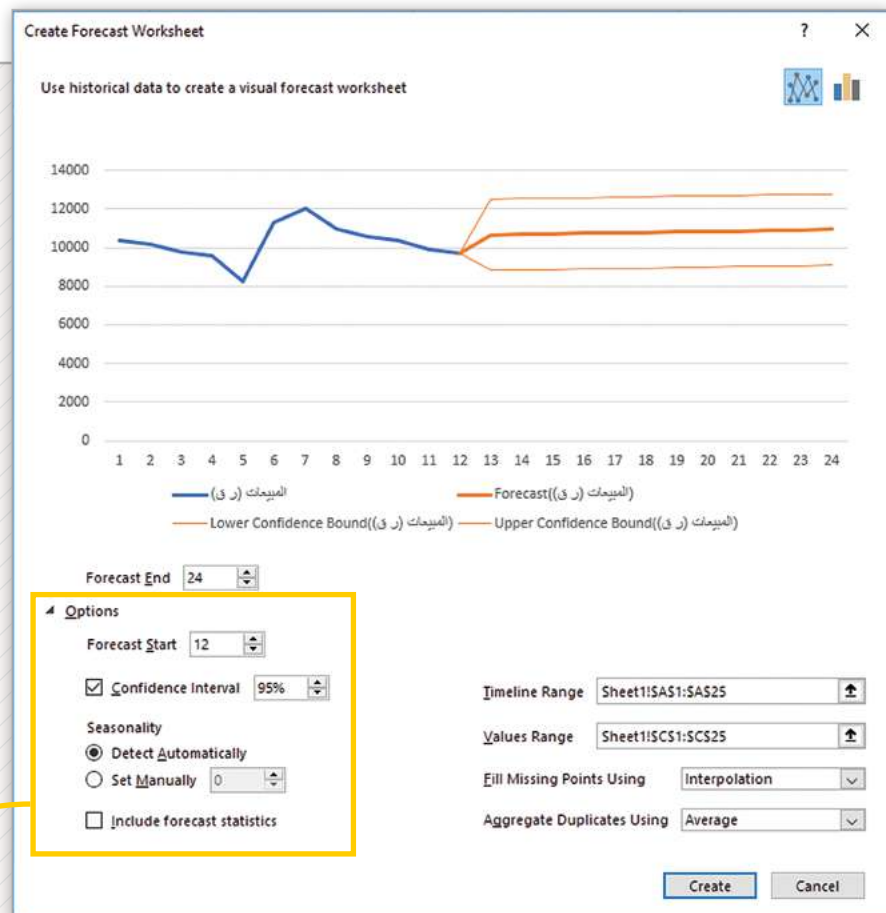 Create Forecast Worksheet
?
Use historical data to create a visual forecast worksheet
14000
12000
10000
8000
6000
4000
2000
0
1 2 3 4 5 6 7 8 9 10 11 12 13 14 15 16 17 18 19 20 21 22 23 24
المبيعات (ر ق)
Forecast(المبيعات (ر ق))
Lower Confidence Bound(المبيعات (ر ق))
Upper Confidence Bound(المبيعات (ر ق))
Forecast End 24
Options
Forecast Start 12
Confidence Interval 95%
Seasonality
Detect Automatically
Set Manually 0
Include forecast statistics
Timeline Range Sheet1!$A$1:$A$25
Values Range Sheet1!$C$1:$C$25
Fill Missing Points Using Interpolation
Aggregate Duplicates Using Average
Create Cancel